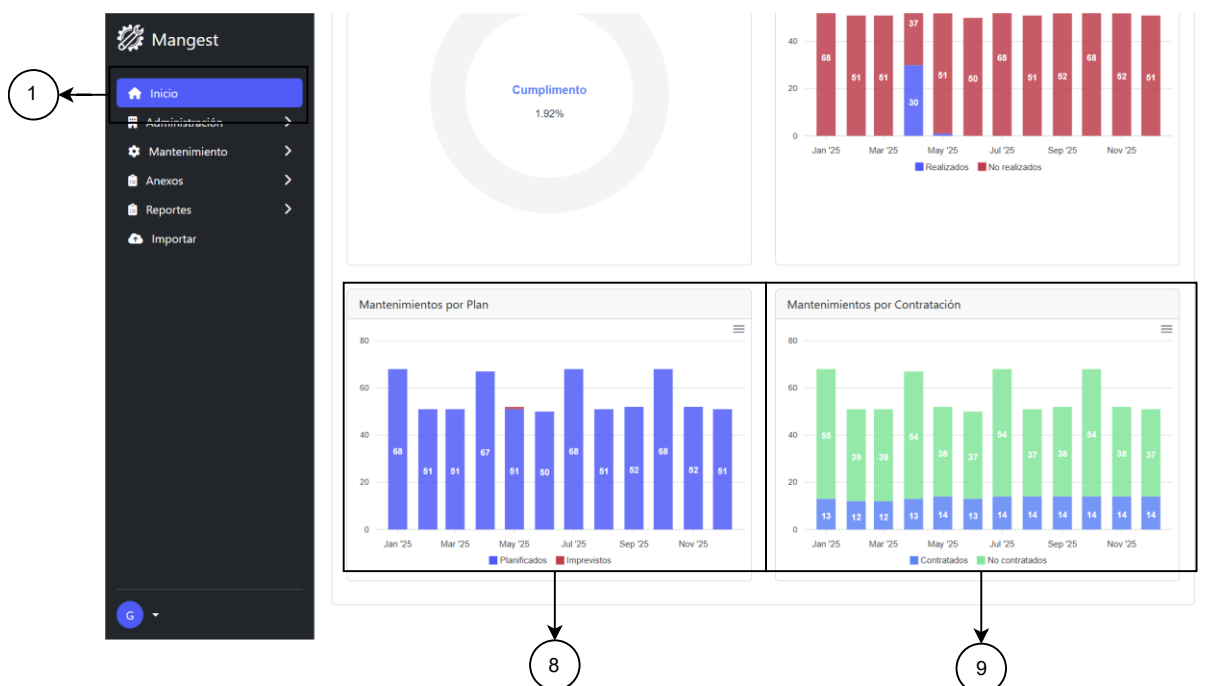 Mangest
1
Inicio
Administración
Mantenimiento
Anexos
Reportes
Importar
G
Cumplimento
1.92%
40
20
0
68 51 51 37 30 51 50 68 51 52 68 52 51
Jan '25 Mar '25 May '25 Jul '25 Sep '25 Nov '25
Realizados No realizados
Mantenimientos por Plan
80
60
40
20
0
68 51 51 67 51 50 68 51 52 68 52 51
Jan '25 Mar '25 May '25 Jul '25 Sep '25 Nov '25
Planificados Imprevistos
8
Mantenimientos por Contratación
80
60
40
20
0
55 39 39 54 38 37 54 37 38 54 38 37
13 12 12 13 14 13 14 14 14 14 14 14
Jan '25 Mar '25 May '25 Jul '25 Sep '25 Nov '25
Contratados No contratados
9